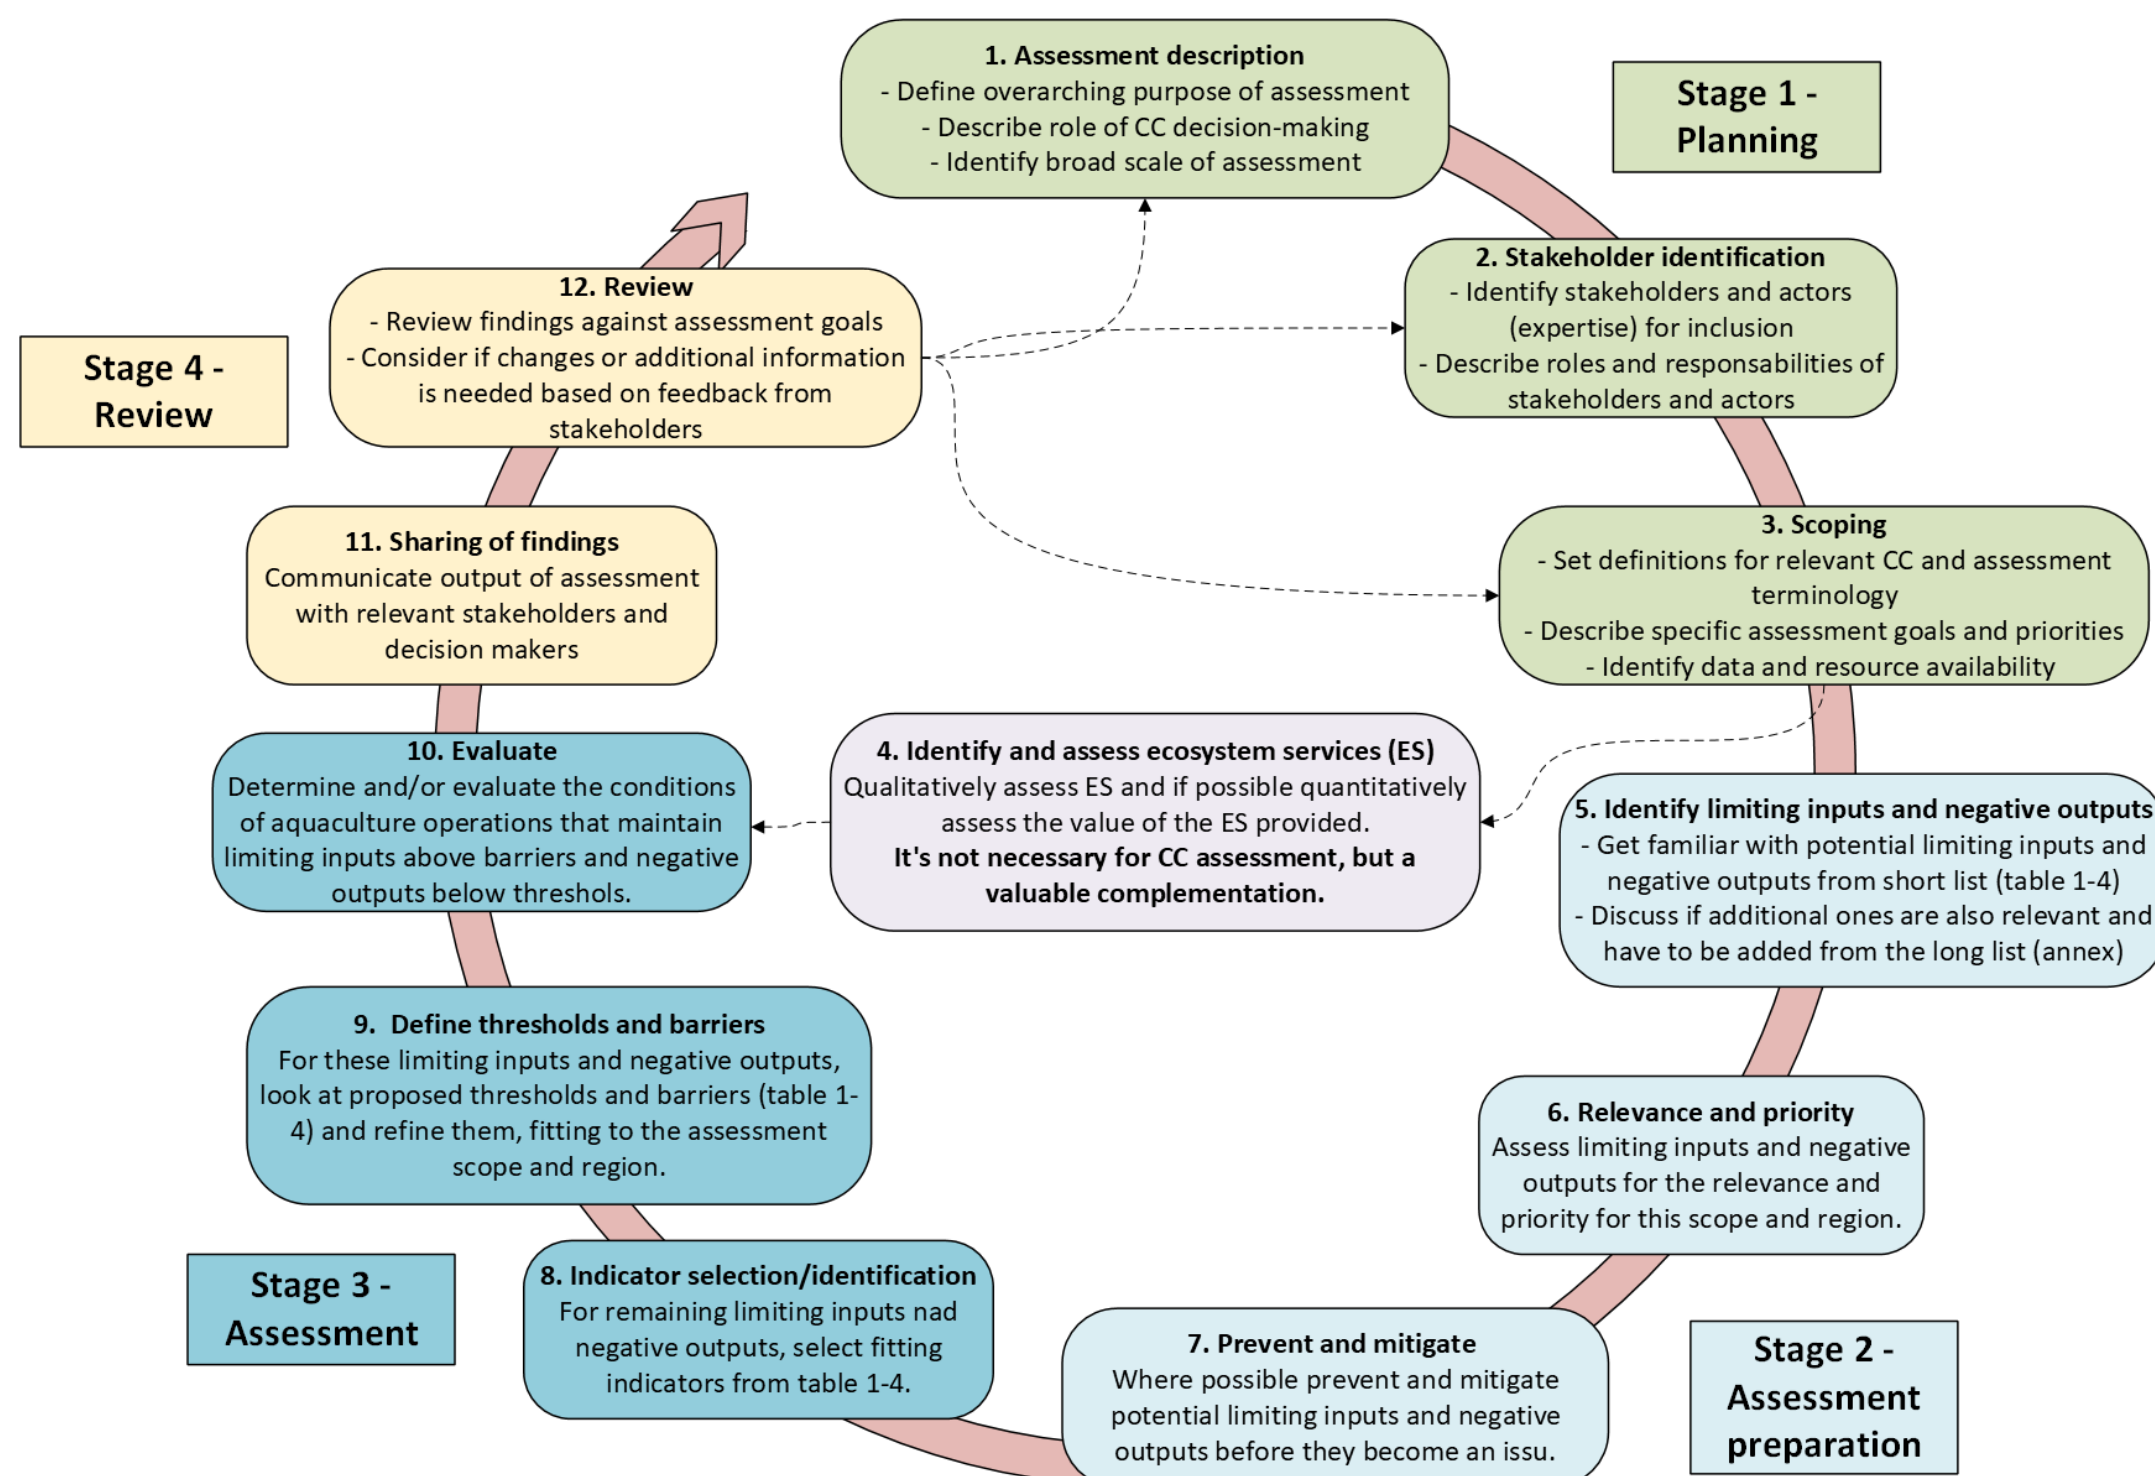 1. Assessment description
- Define overarching purpose of assessment
- Describe role of CC decision-making
- Identify broad scale of assessment
Stage 1 -
Planning
2. Stakeholder identification
- Identify stakeholders and actors
(expertise) for inclusion
- Describe roles and responsabilities of
stakeholders and actors
3. Scoping
- Set definitions for relevant CC and assessment
terminology
- Describe specific assessment goals and priorities
- Identify data and resource availability
4. Identify and assess ecosystem services (ES)
Qualitatively assess ES and if possible quantitatively
assess the value of the ES provided.
It's not necessary for CC assessment, but a
valuable complementation.
5. Identify limiting inputs and negative outputs
- Get familiar with potential limiting inputs and
negative outputs from short list (table 1-4)
- Discuss if additional ones are also relevant and
have to be added from the long list (annex)
6. Relevance and priority
Assess limiting inputs and negative
outputs for the relevance and
priority for this scope and region.
Stage 2 -
Assessment
preparation
7. Prevent and mitigate
Where possible prevent and mitigate
potential limiting inputs and negative
outputs before they become an issu.
8. Indicator selection/identification
For remaining limiting inputs nad
negative outputs, select fitting
indicators from table 1-4.
Stage 3 -
Assessment
9. Define thresholds and barriers
For these limiting inputs and negative outputs,
look at proposed thresholds and barriers (table 1-
4) and refine them, fitting to the assessment
scope and region.
10. Evaluate
Determine and/or evaluate the conditions
of aquaculture operations that maintain
limiting inputs above barriers and negative
outputs below threshols.
11. Sharing of findings
Communicate output of assessment
with relevant stakeholders and
decision makers
Stage 4 -
Review
12. Review
- Review findings against assessment goals
- Consider if changes or additional information
is needed based on feedback from
stakeholders